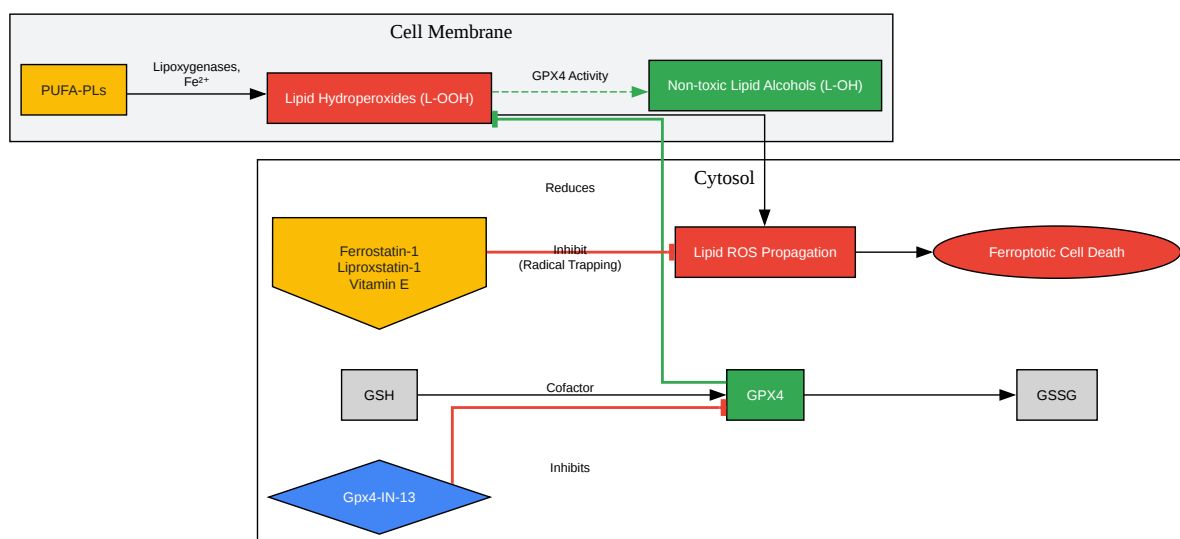 Cell Membrane
PUFA-PLs
Lipoxygenases,
Fe²⁺
Lipid Hydroperoxides (L-OOH)
GPX4 Activity
Non-toxic Lipid Alcohols (L-OH)
Cytosol
Reduces
Ferrostatin-1
Liproxstatin-1
Vitamin E
Inhibit
(Radical Trapping)
Lipid ROS Propagation
Ferroptotic Cell Death
GSH
Cofactor
GPX4
GSSG
Gpx4-IN-13
Inhibits